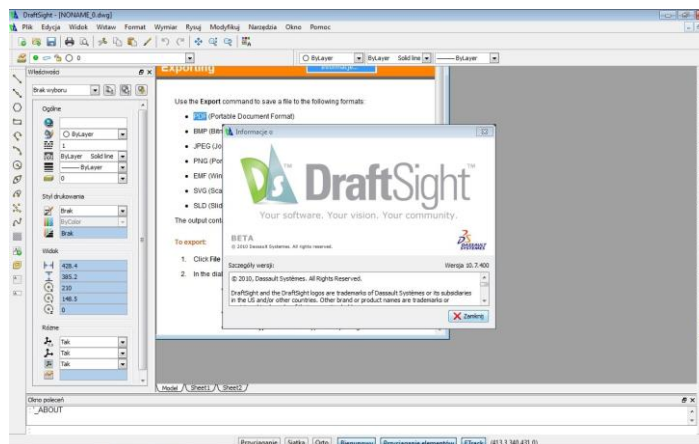 DraftSight - [NONAME_0.dwg]
Plik Edycja Widok Wstaw Format Wymiar Rysuj Modyfikuj Narzędzia Okno Pomoc
0 ByLayer ByLayer Solid line ByLayer
Właściwości
Brak wyboru
Ogólne
ByLayer
1
ByLayer Solid line
ByLayer
0
Styl drukowania
Brak
ByColor
Brak
Widok
428.4
385.2
210
148.5
0
Różne
Tak
Tak
Tak
Exporting
Use the Export command to save a file to the following formats:
PDF (Portable Document Format)
BMP
JPEG
PNG
EMF
SVG
SLD
The output
To export:
1. Click File
2. In the
Informacje o
DraftSight™
Your software. Your vision. Your community.
BETA
© 2010 Dassault Systèmes. All rights reserved.
DASSAULT SYSTEMES
Szczegóły wersji: Wersja 10.7.400
© 2010, Dassault Systèmes. All Rights Reserved.
DraftSight and the DraftSight logos are trademarks of Dassault Systèmes or its subsidiaries
in the US and/or other countries. Other brand or product names are trademarks or
Zamknij
Model Sheet1 Sheet2
Okno poleceń
: '_ABOUT
:
Przyciąganie Siatka Orto Biegunowy Przyciąganie elementów ETrack